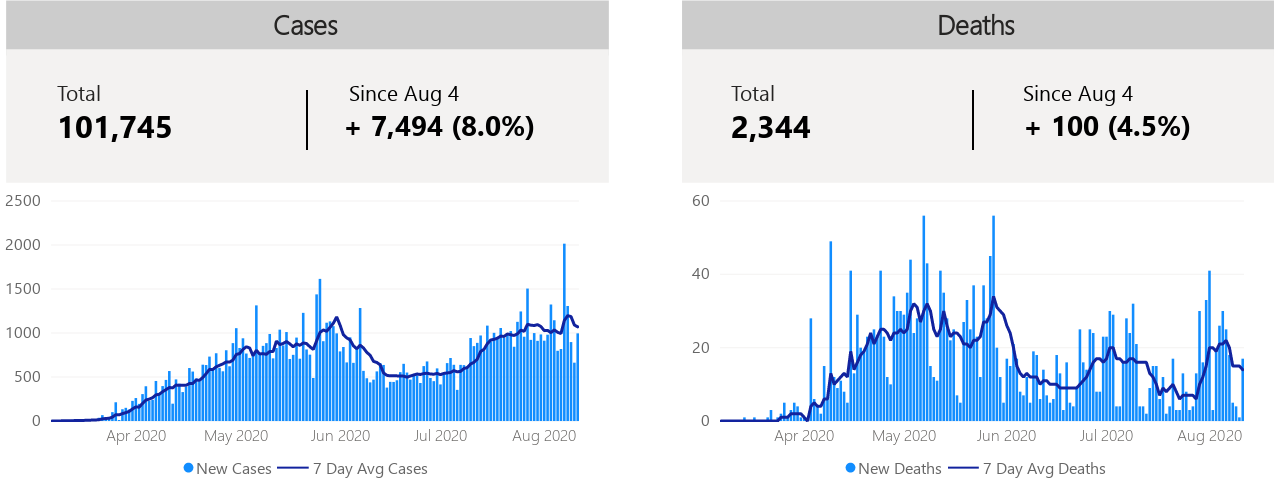 Cases
Total
101,745
Since Aug 4
+ 7,494 (8.0%)
2500
2000
1500
1000
500
0
Apr 2020 May 2020 Jun 2020 Jul 2020 Aug 2020
New Cases 7 Day Avg Cases
Deaths
Total
2,344
Since Aug 4
+ 100 (4.5%)
60
40
20
0
Apr 2020 May 2020 Jun 2020 Jul 2020 Aug 2020
New Deaths 7 Day Avg Deaths